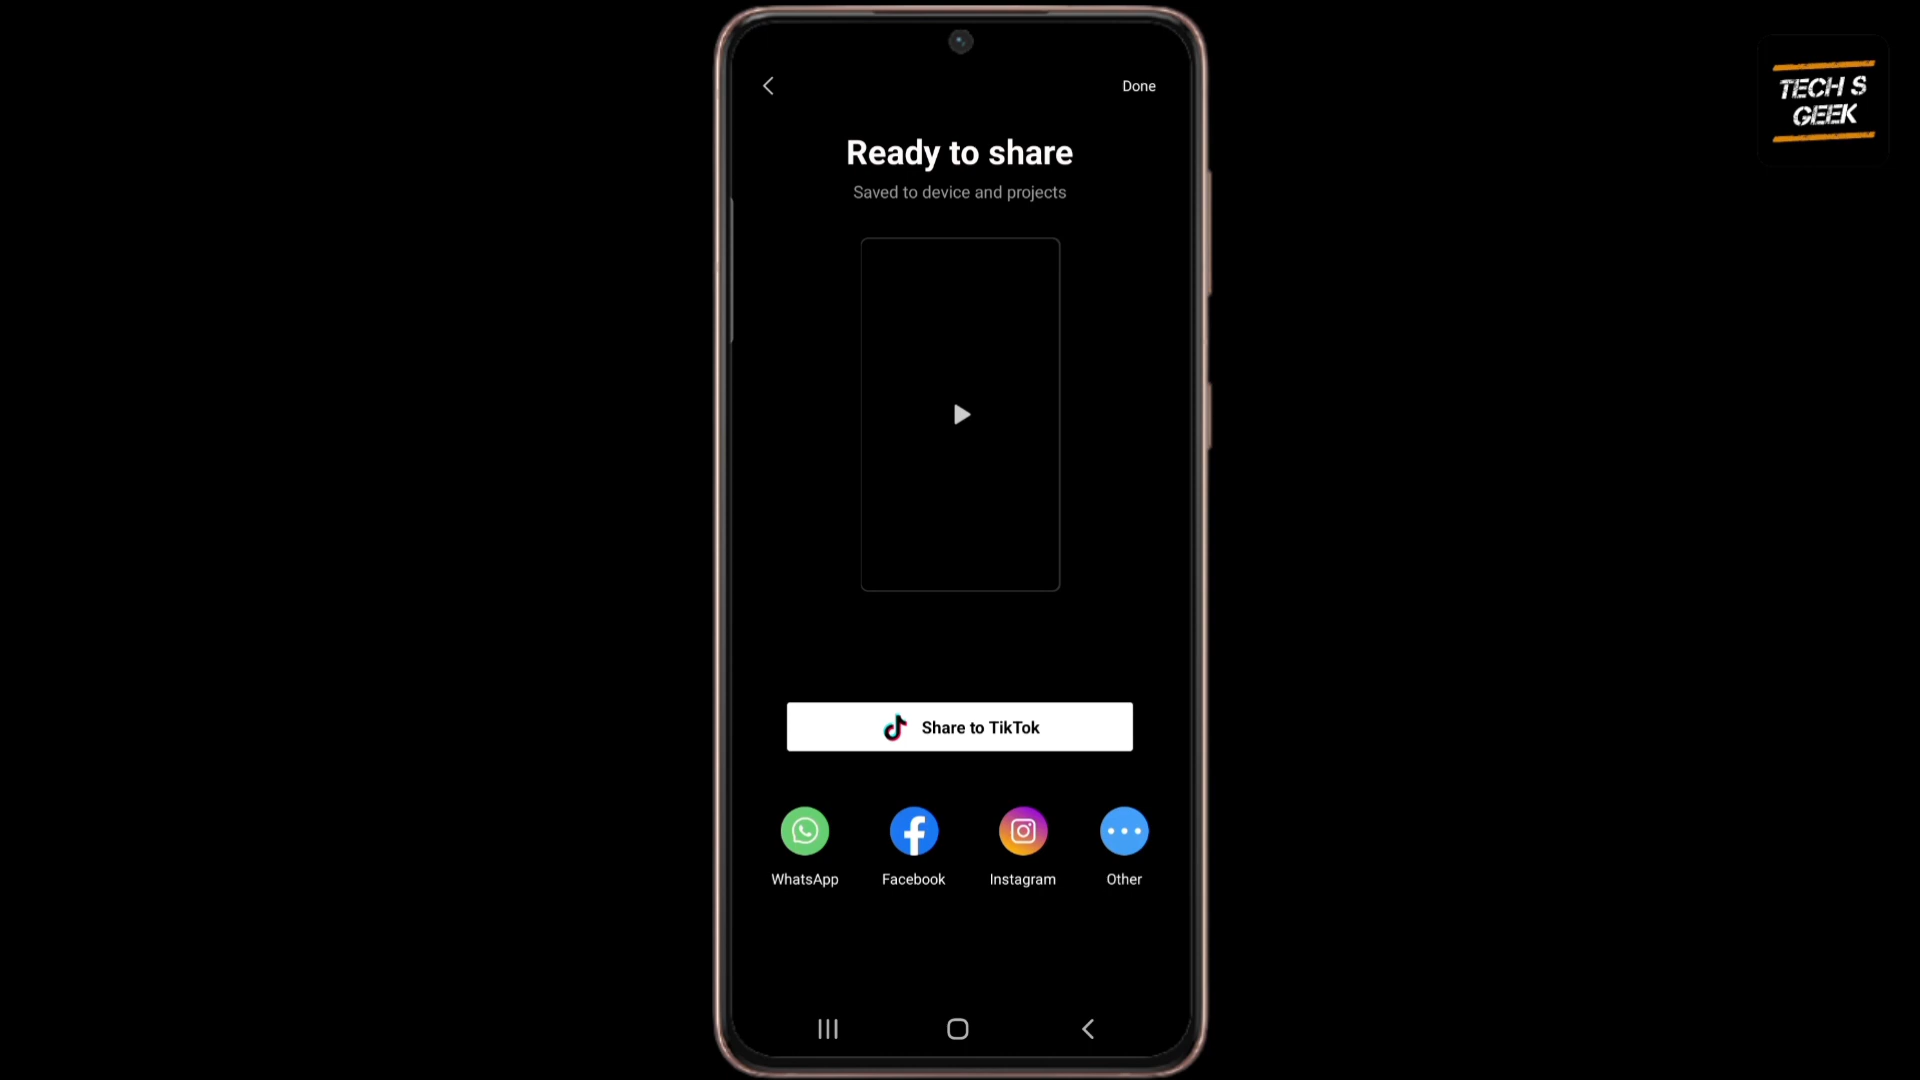 Done
Ready to share
Saved to device and projects
Share to TikTok
WhatsApp
Facebook
Instagram
Other
TECH S
GEEK